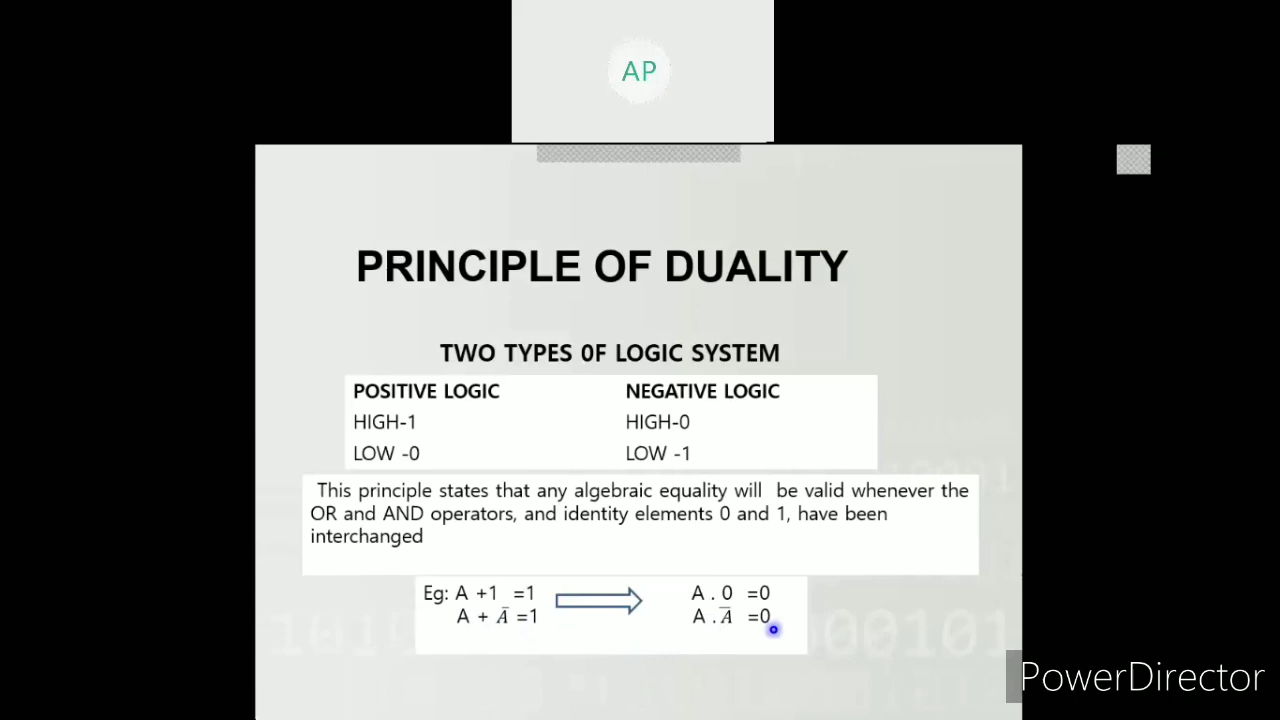 AP
PRINCIPLE OF DUALITY
TWO TYPES 0F LOGIC SYSTEM
POSITIVE LOGIC NEGATIVE LOGIC
HIGH-1 HIGH-0
LOW -0 LOW -1
This principle states that any algebraic equality will be valid whenever the
OR and AND operators, and identity elements 0 and 1, have been
interchanged
Eg: A +1 =1 A . 0 =0
A + Ā =1 A . Ā =0
PowerDirector